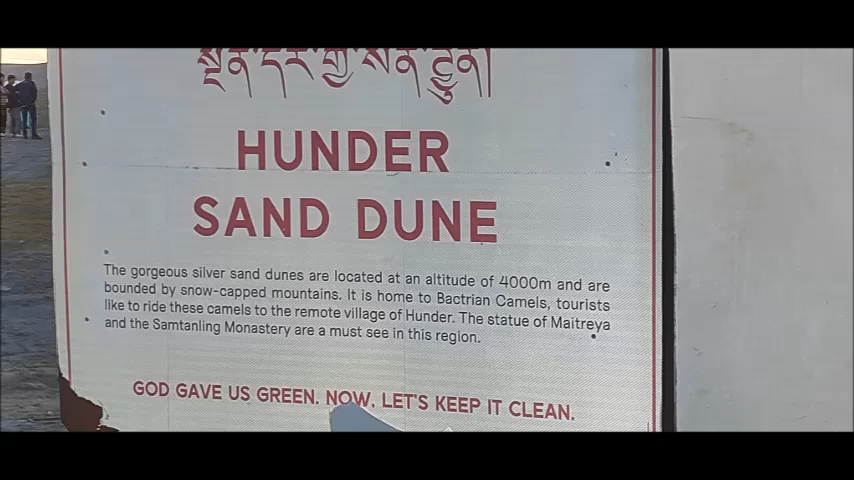 HUNDER
SAND DUNE
The gorgeous silver sand dunes are located at an altitude of 4000m and are
bounded by snow-capped mountains. It is home to Bactrian Camels, tourists
like to ride these camels to the remote village of Hunder. The statue of Maitreya
and the Samtanling Monastery are a must see in this region.
GOD GAVE US GREEN. NOW, LET'S KEEP IT CLEAN.